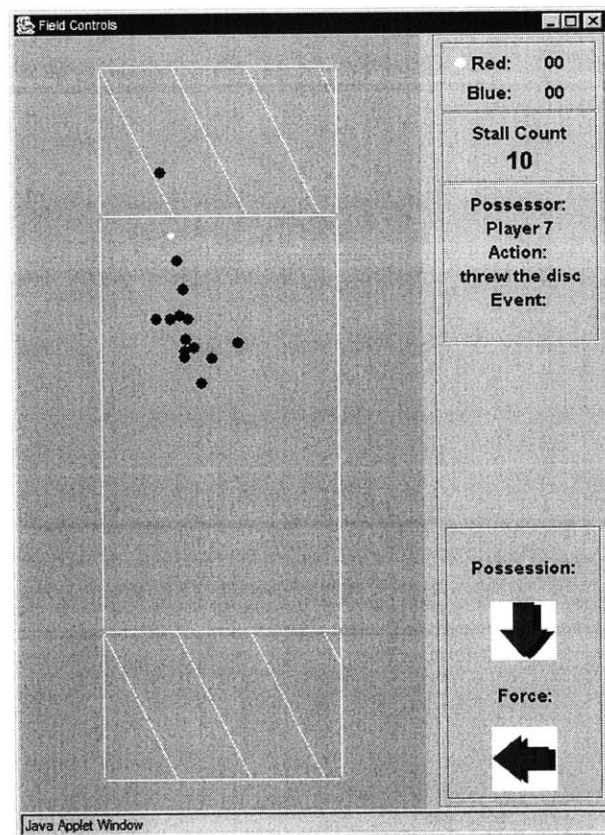 Field Controls
Red: 00
Blue: 00
Stall Count
10
Possessor:
Player 7
Action:
threw the disc
Event:
Possession:
Force:
Java Applet Window